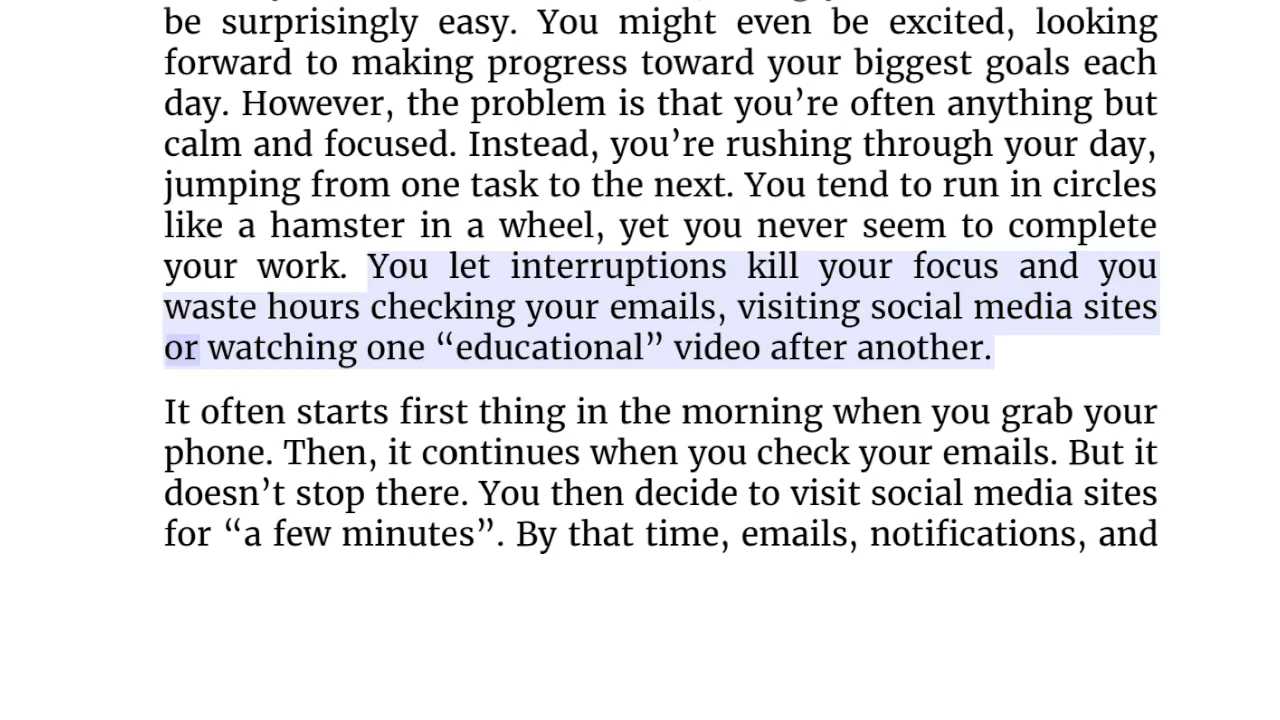 be surprisingly easy. You might even be excited, looking
forward to making progress toward your biggest goals each
day. However, the problem is that you’re often anything but
calm and focused. Instead, you’re rushing through your day,
jumping from one task to the next. You tend to run in circles
like a hamster in a wheel, yet you never seem to complete
your work. You let interruptions kill your focus and you
waste hours checking your emails, visiting social media sites
or watching one “educational” video after another.
It often starts first thing in the morning when you grab your
phone. Then, it continues when you check your emails. But it
doesn’t stop there. You then decide to visit social media sites
for “a few minutes”. By that time, emails, notifications, and